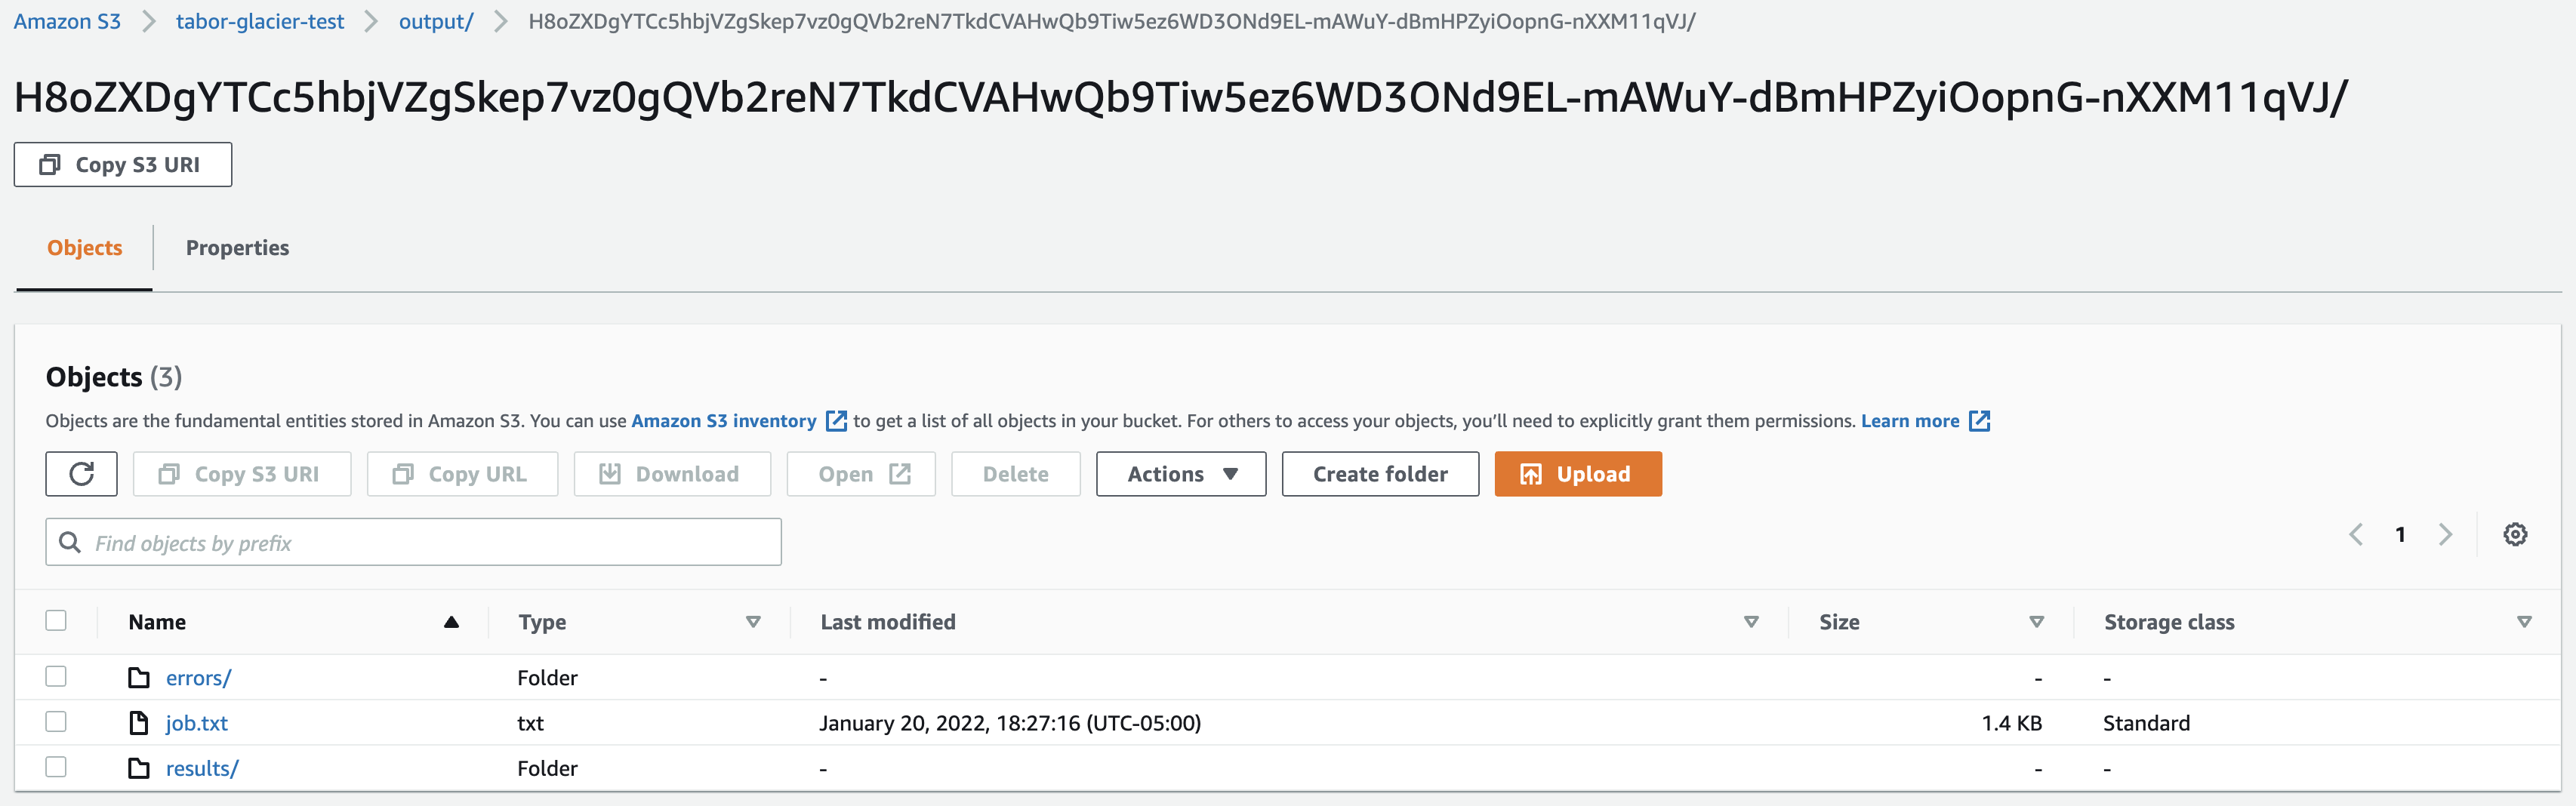 Amazon S3 > tabor-glacier-test > output/ > H8oZXDgYTCc5hbjVZgSkep7vz0gQVb2reN7TkdCVAHwQb9Tiw5ez6WD3ONd9EL-mAWuY-dBmHPZyiOopnG-nXXM11qVJ/
H8oZXDgYTCc5hbjVZgSkep7vz0gQVb2reN7TkdCVAHwQb9Tiw5ez6WD3ONd9EL-mAWuY-dBmHPZyiOopnG-nXXM11qVJ/
Copy S3 URI
Objects Properties
Objects (3)
Objects are the fundamental entities stored in Amazon S3. You can use Amazon S3 inventory to get a list of all objects in your bucket. For others to access your objects, you'll need to explicitly grant them permissions. Learn more
Copy S3 URI Copy URL Download Open Delete Actions Create folder Upload
Find objects by prefix 1
Name Type Last modified Size Storage class
errors/ Folder - - -
job.txt txt January 20, 2022, 18:27:16 (UTC-05:00) 1.4 KB Standard
results/ Folder - - -